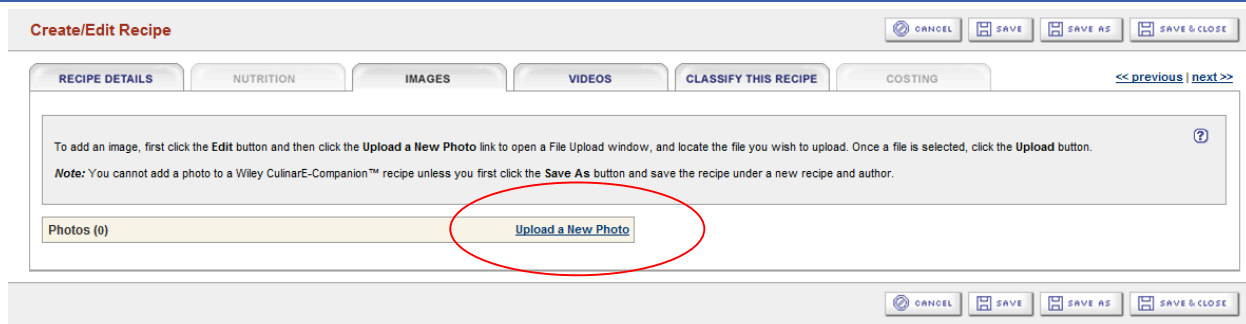 Create/Edit Recipe
CANCEL SAVE SAVE AS SAVE & CLOSE
RECIPE DETAILS NUTRITION IMAGES VIDEOS CLASSIFY THIS RECIPE COSTING << previous | next >>
?
To add an image, first click the Edit button and then click the Upload a New Photo link to open a File Upload window, and locate the file you wish to upload. Once a file is selected, click the Upload button.
Note: You cannot add a photo to a Wiley CulinarE-Companion™ recipe unless you first click the Save As button and save the recipe under a new recipe and author.
Photos (0) Upload a New Photo
CANCEL SAVE SAVE AS SAVE & CLOSE